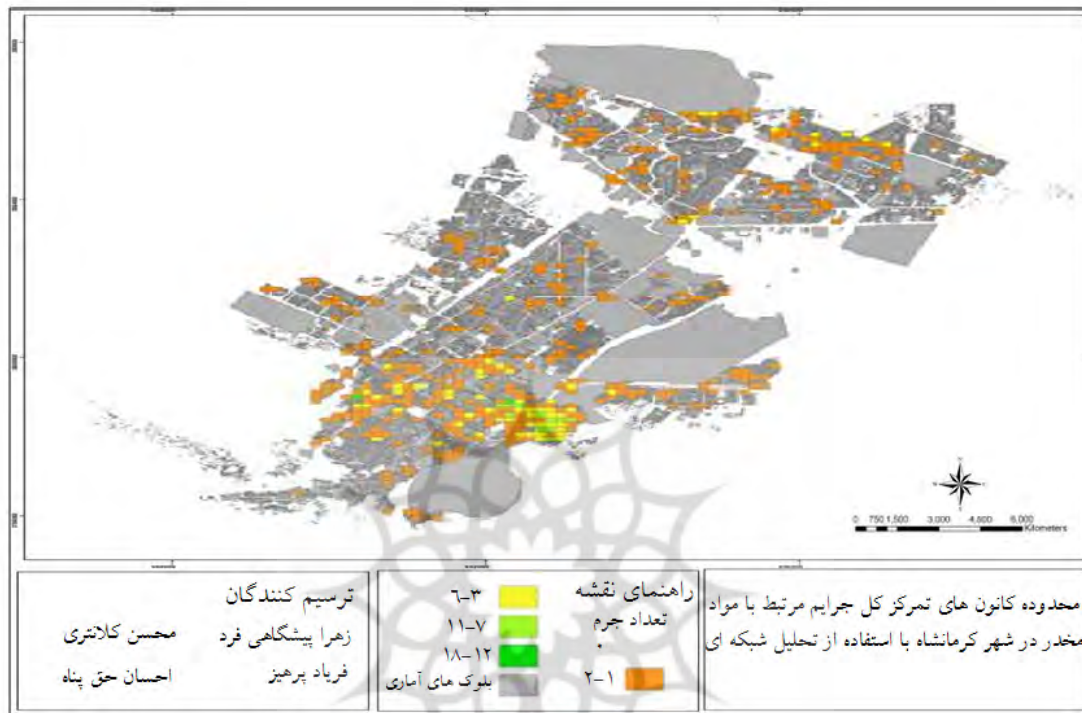 N
0 750 1,500 3,000 4,500 6,000
Kilometers
محدوده کانون های تمرکز کل جرایم مرتبط با مواد
مخدر در شهر کرمانشاه با استفاده از تحلیل شبکه ای
راهنمای نقشه
تعداد جرم
۰
۲-۱
۶-۳
۱۱-۷
۱۸-۱۲
بلوک های آماری
ترسیم کنندگان
زهرا پیشگاهی فرد
محسن کلانتری
فریاد پرهیز
احسان حق پناه